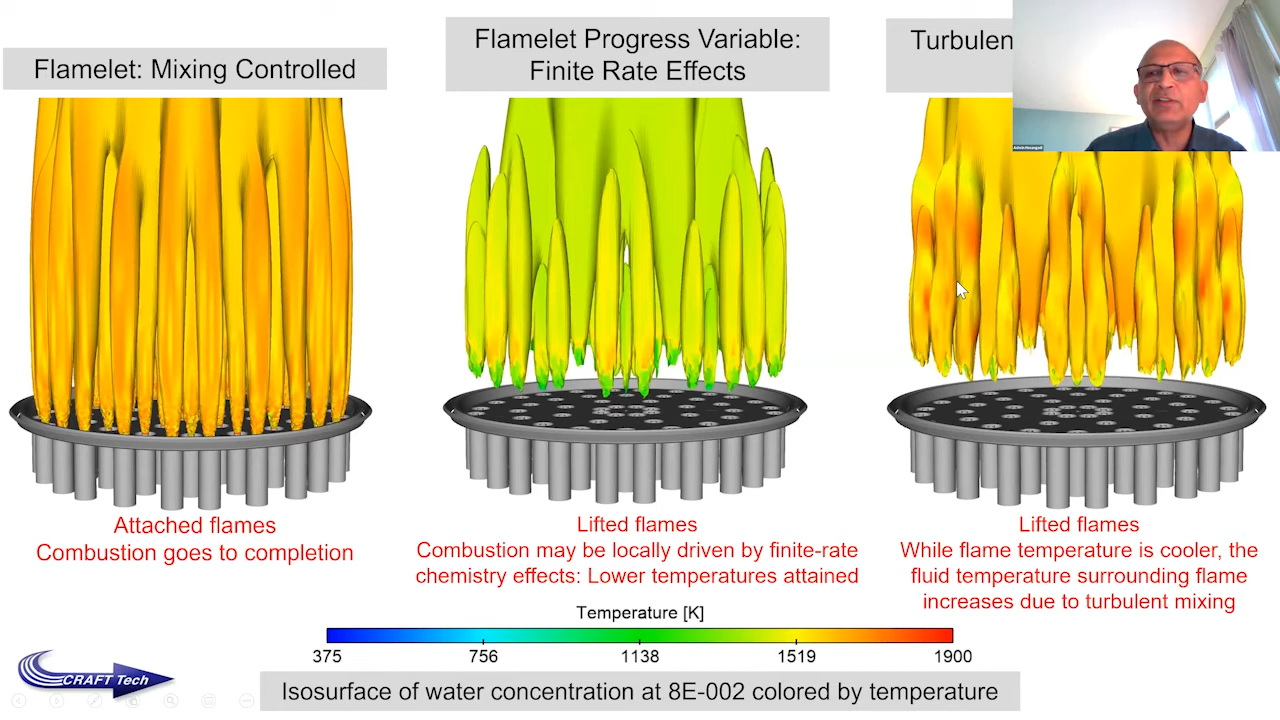 Flamelet: Mixing Controlled
Flamelet Progress Variable:
Finite Rate Effects
Turbulen
Attached flames
Combustion goes to completion
Lifted flames
Combustion may be locally driven by finite-rate
chemistry effects: Lower temperatures attained
Lifted flames
While flame temperature is cooler, the
fluid temperature surrounding flame
increases due to turbulent mixing
Temperature [K]
375 756 1138 1519 1900
CRAFT Tech
Isosurface of water concentration at 8E-002 colored by temperature